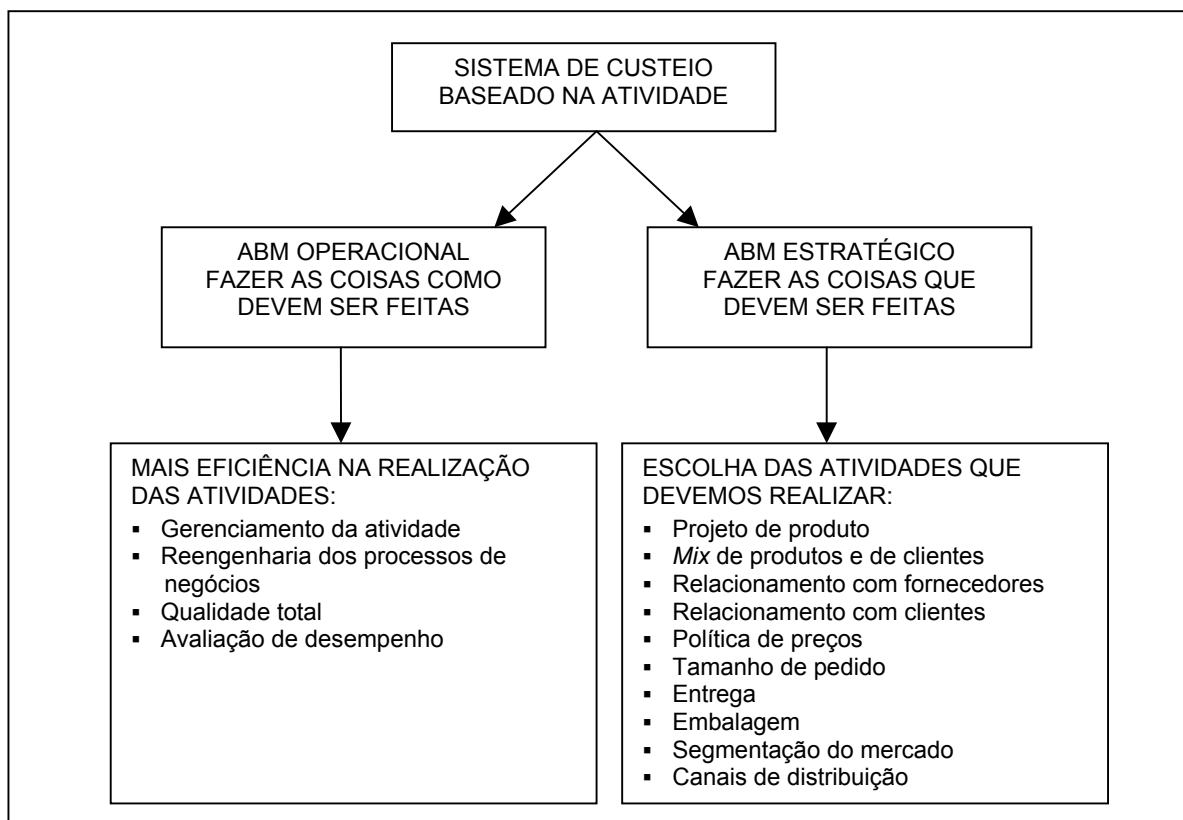 SISTEMA DE CUSTEIO
BASEADO NA ATIVIDADE
ABM OPERACIONAL
FAZER AS COISAS COMO
DEVEM SER FEITAS
ABM ESTRATÉGICO
FAZER AS COISAS QUE
DEVEM SER FEITAS
MAIS EFICIÊNCIA NA REALIZAÇÃO
DAS ATIVIDADES:
▪ Gerenciamento da atividade
▪ Reengenharia dos processos de
negócios
▪ Qualidade total
▪ Avaliação de desempenho
ESCOLHA DAS ATIVIDADES QUE
DEVEMOS REALIZAR:
▪ Projeto de produto
▪ Mix de produtos e de clientes
▪ Relacionamento com fornecedores
▪ Relacionamento com clientes
▪ Política de preços
▪ Tamanho de pedido
▪ Entrega
▪ Embalagem
▪ Segmentação do mercado
▪ Canais de distribuição